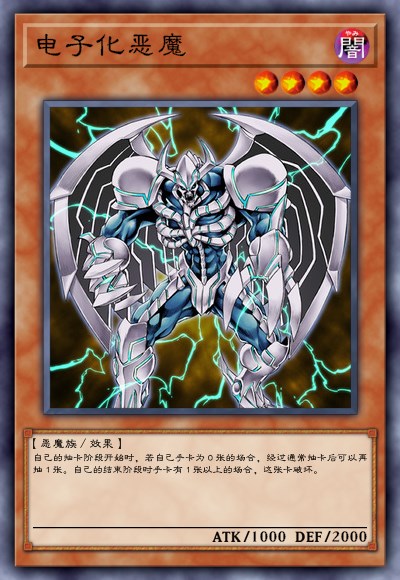 电子化恶魔
やみ
闇
【恶魔族／效果】
自己的抽卡阶段开始时，若自己手卡为０张的场合，经过通常抽卡后可以再
抽１张。自己的结束阶段时手卡有１张以上的场合，这张卡破坏。
ATK/1000 DEF/2000